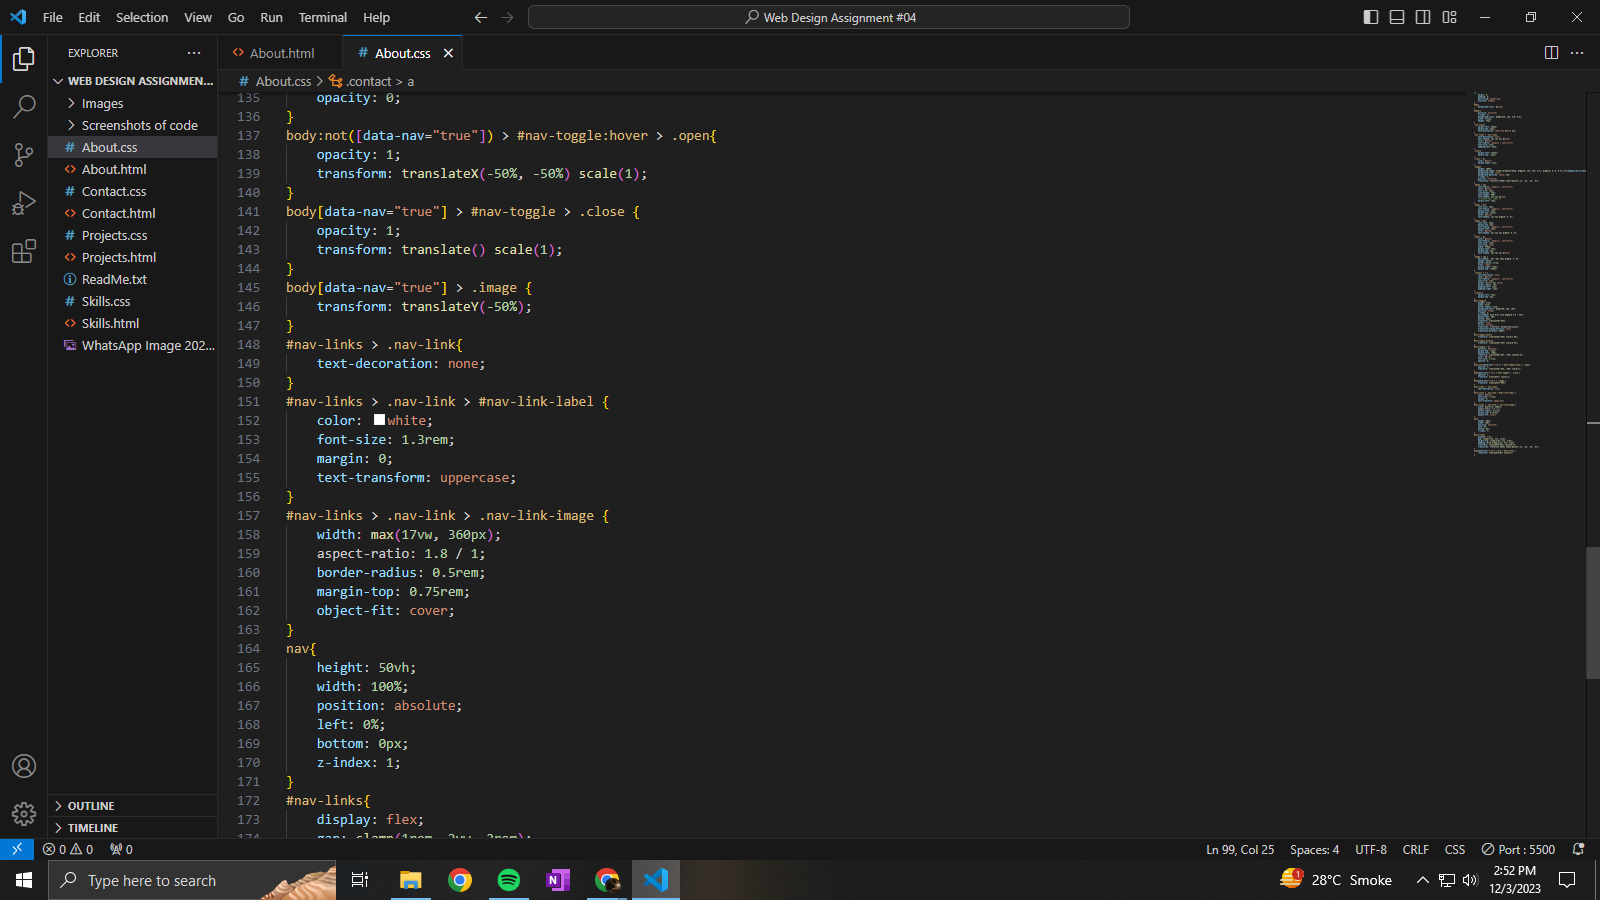 File Edit Selection View Go Run Terminal Help
Web Design Assignment #04
EXPLORER
WEB DESIGN ASSIGNMEN...
Images
Screenshots of code
About.css
About.html
Contact.css
Contact.html
Projects.css
Projects.html
ReadMe.txt
Skills.css
Skills.html
WhatsApp Image 202...
OUTLINE
TIMELINE
About.html
About.css
About.css > .contact > a
135 opacity: 0;
136 }
137 body:not([data-nav="true"]) > #nav-toggle:hover > .open{
138 opacity: 1;
139 transform: translateX(-50%, -50%) scale(1);
140 }
141 body[data-nav="true"] > #nav-toggle > .close {
142 opacity: 1;
143 transform: translate() scale(1);
144 }
145 body[data-nav="true"] > .image {
146 transform: translateY(-50%);
147 }
148 #nav-links > .nav-link{
149 text-decoration: none;
150 }
151 #nav-links > .nav-link > #nav-link-label {
152 color: white;
153 font-size: 1.3rem;
154 margin: 0;
155 text-transform: uppercase;
156 }
157 #nav-links > .nav-link > .nav-link-image {
158 width: max(17vw, 360px);
159 aspect-ratio: 1.8 / 1;
160 border-radius: 0.5rem;
161 margin-top: 0.75rem;
162 object-fit: cover;
163 }
164 nav{
165 height: 50vh;
166 width: 100%;
167 position: absolute;
168 left: 0%;
169 bottom: 0px;
170 z-index: 1;
171 }
172 #nav-links{
173 display: flex;
174 gap: clamp(1rem, 2vw, 2rem);
0 0 0
Ln 99, Col 25 Spaces: 4 UTF-8 CRLF CSS Port : 5500
Type here to search
1
28°C Smoke
2:52 PM
12/3/2023